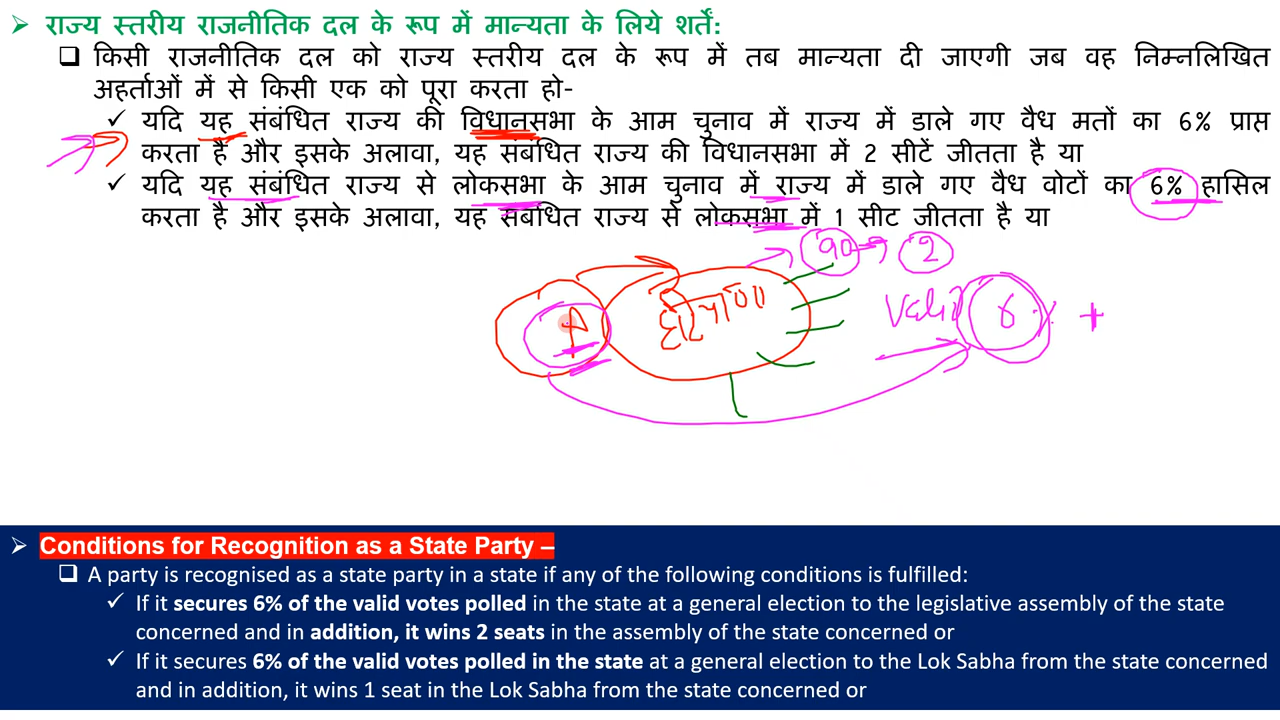 ➢ राज्य स्तरीय राजनीतिक दल के रूप में मान्यता के लिये शर्तें:
❑ किसी राजनीतिक दल को राज्य स्तरीय दल के रूप में तब मान्यता दी जाएगी जब वह निम्नलिखित
अहर्ताओं में से किसी एक को पूरा करता हो-
✓ यदि यह संबंधित राज्य की विधानसभा के आम चुनाव में राज्य में डाले गए वैध मतों का 6% प्राप्त
करता है और इसके अलावा, यह संबंधित राज्य की विधानसभा में 2 सीटें जीतता है या
✓ यदि यह संबंधित राज्य से लोकसभा के आम चुनाव में राज्य में डाले गए वैध वोटों का 6% हासिल
करता है और इसके अलावा, यह संबंधित राज्य से लोकसभा में 1 सीट जीतता है या
90 → 2
A हरियाणा Valid 6% +
➢ Conditions for Recognition as a State Party –
❑ A party is recognised as a state party in a state if any of the following conditions is fulfilled:
✓ If it secures 6% of the valid votes polled in the state at a general election to the legislative assembly of the state
concerned and in addition, it wins 2 seats in the assembly of the state concerned or
✓ If it secures 6% of the valid votes polled in the state at a general election to the Lok Sabha from the state concerned
and in addition, it wins 1 seat in the Lok Sabha from the state concerned or